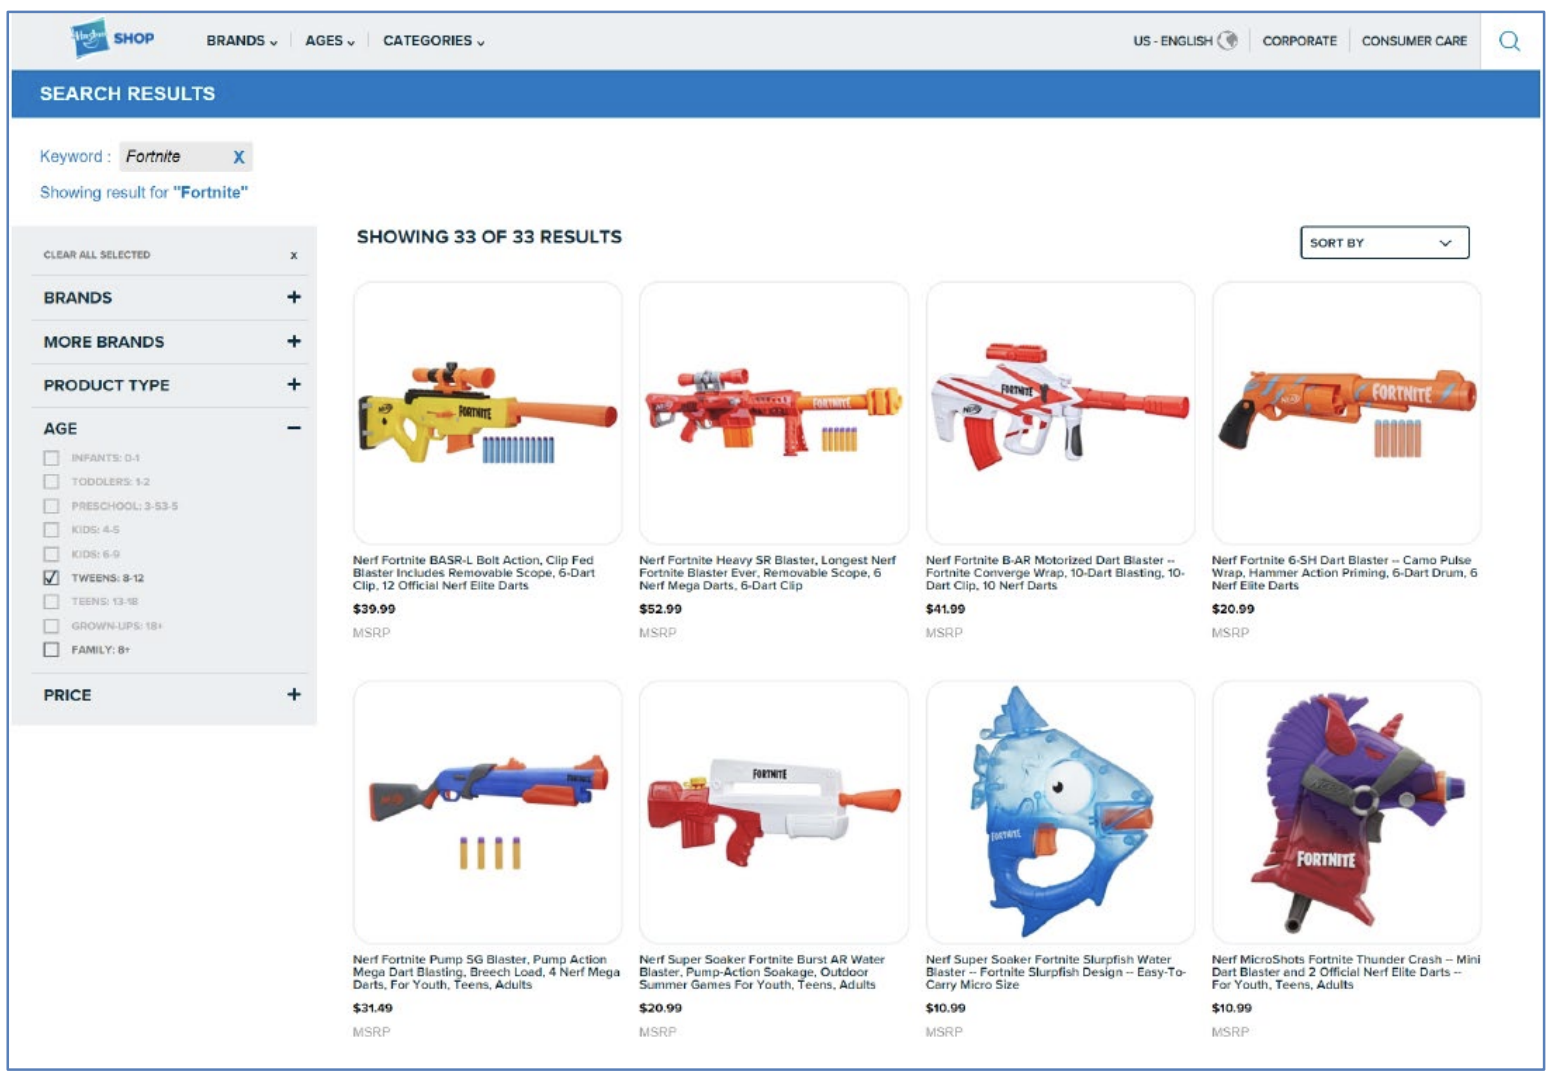 Hasbro SHOP
BRANDS
AGES
CATEGORIES
US - ENGLISH
CORPORATE
CONSUMER CARE
SEARCH RESULTS
Keyword : Fortnite X
Showing result for "Fortnite"
CLEAR ALL SELECTED x
BRANDS +
MORE BRANDS +
PRODUCT TYPE +
AGE −
INFANTS: 0-1
TODDLERS: 1-2
PRESCHOOL: 3-53-5
KIDS: 4-5
KIDS: 6-9
TWEENS: 8-12
TEENS: 13-18
GROWN-UPS: 18+
FAMILY: 8+
PRICE +
SHOWING 33 OF 33 RESULTS
SORT BY
FORTNITE
Nerf Fortnite BASR-L Bolt Action, Clip Fed
Blaster Includes Removable Scope, 6-Dart
Clip, 12 Official Nerf Elite Darts
$39.99
MSRP
FORTNITE
Nerf Fortnite Heavy SR Blaster, Longest Nerf
Fortnite Blaster Ever, Removable Scope, 6
Nerf Mega Darts, 6-Dart Clip
$52.99
MSRP
FORTNITE
NERF
Nerf Fortnite B-AR Motorized Dart Blaster --
Fortnite Converge Wrap, 10-Dart Blasting, 10-
Dart Clip, 10 Nerf Darts
$41.99
MSRP
FORTNITE
NERF
Nerf Fortnite 6-SH Dart Blaster -- Camo Pulse
Wrap, Hammer Action Priming, 6-Dart Drum, 6
Nerf Elite Darts
$20.99
MSRP
FORTNITE
NERF
Nerf Fortnite Pump SG Blaster, Pump Action
Mega Dart Blasting, Breech Load, 4 Nerf Mega
Darts, For Youth, Teens, Adults
$31.49
MSRP
FORTNITE
Nerf Super Soaker Fortnite Burst AR Water
Blaster, Pump-Action Soakage, Outdoor
Summer Games For Youth, Teens, Adults
$20.99
MSRP
FORTNITE
Nerf Super Soaker Fortnite Slurpfish Water
Blaster -- Fortnite Slurpfish Design -- Easy-To-
Carry Micro Size
$10.99
MSRP
NERF
FORTNITE
Nerf MicroShots Fortnite Thunder Crash -- Mini
Dart Blaster and 2 Official Nerf Elite Darts --
For Youth, Teens, Adults
$10.99
MSRP